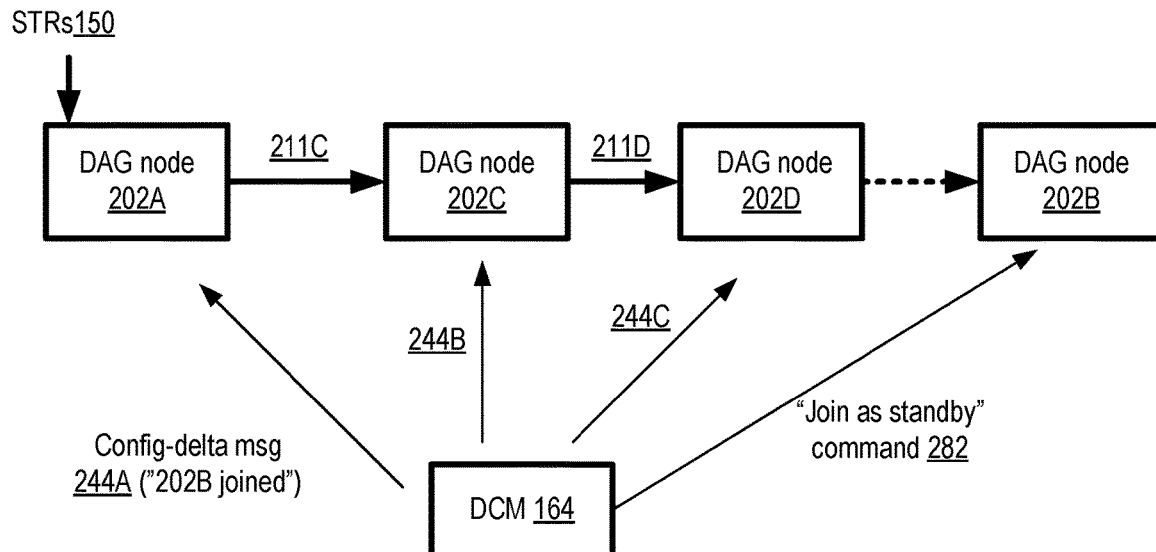 STRs150
211C
211D
DAG node
202A
DAG node
202C
DAG node
202D
DAG node
202B
244B
244C
"Join as standby"
command 282
Config-delta msg
244A ("202B joined")
DCM 164